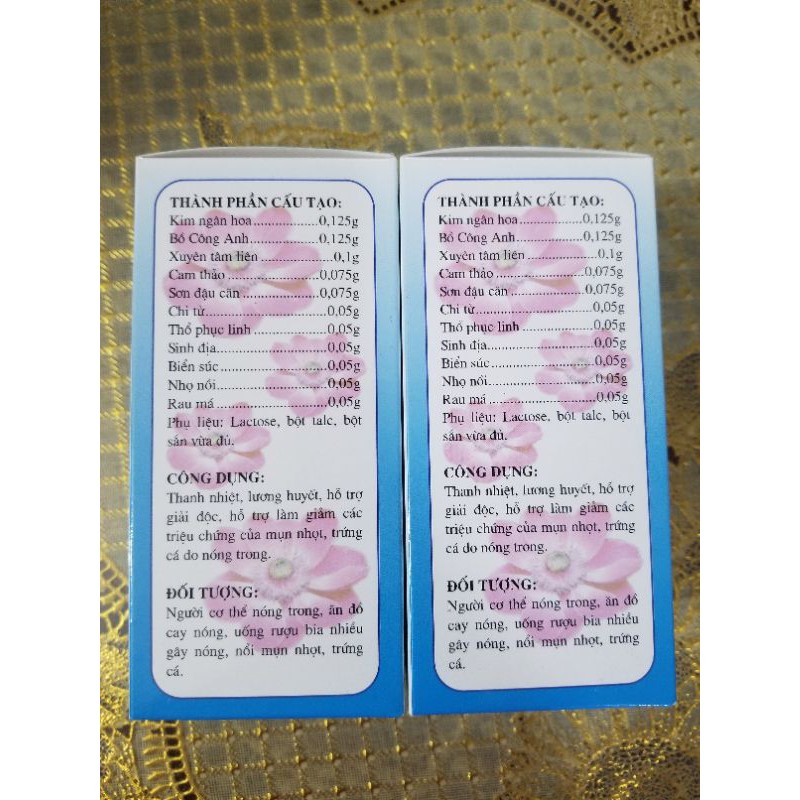 THÀNH PHẦN CẤU TẠO:
Kim ngân hoa....................0,125g
Bồ Công Anh....................0,125g
Xuyên tâm liên....................0,1g
Cam thảo....................0,075g
Sơn đậu căn....................0,075g
Chi tử....................0,05g
Thổ phục linh....................0,05g
Sinh địa....................0,05g
Biển súc....................0,05g
Nhọ nồi....................0,05g
Rau má....................0,05g
Phụ liệu: Lactose, bột talc, bột
sắn vừa đủ.
CÔNG DỤNG:
Thanh nhiệt, lương huyết, hỗ trợ
giải độc, hỗ trợ làm giảm các
triệu chứng của mụn nhọt, trứng
cá do nóng trong.
ĐỐI TƯỢNG:
Người cơ thể nóng trong, ăn đồ
cay nóng, uống rượu bia nhiều
gây nóng, nổi mụn nhọt, trứng
cá.
THÀNH PHẦN CẤU TẠO:
Kim ngân hoa....................0,125g
Bồ Công Anh....................0,125g
Xuyên tâm liên....................0.1g
Cam thảo....................0,075g
Sơn đậu căn....................0,075g
Chi tử....................0,05g
Thổ phục linh....................0,05g
Sinh địa....................0,05g
Biển súc....................0,05g
Nhọ nồi....................0,05g
Rau má....................0,05g
Phụ liệu: Lactose, bột talc, bột
sắn vừa đủ.
CÔNG DỤNG:
Thanh nhiệt, lương huyết, hỗ trợ
giải độc, hỗ trợ làm giảm các
triệu chứng của mụn nhọt, trứng
cá do nóng trong.
ĐỐI TƯỢNG:
Người cơ thể nóng trong, ăn đồ
cay nóng, uống rượu bia nhiều
gây nóng, nổi mụn nhọt, trứng
cá.